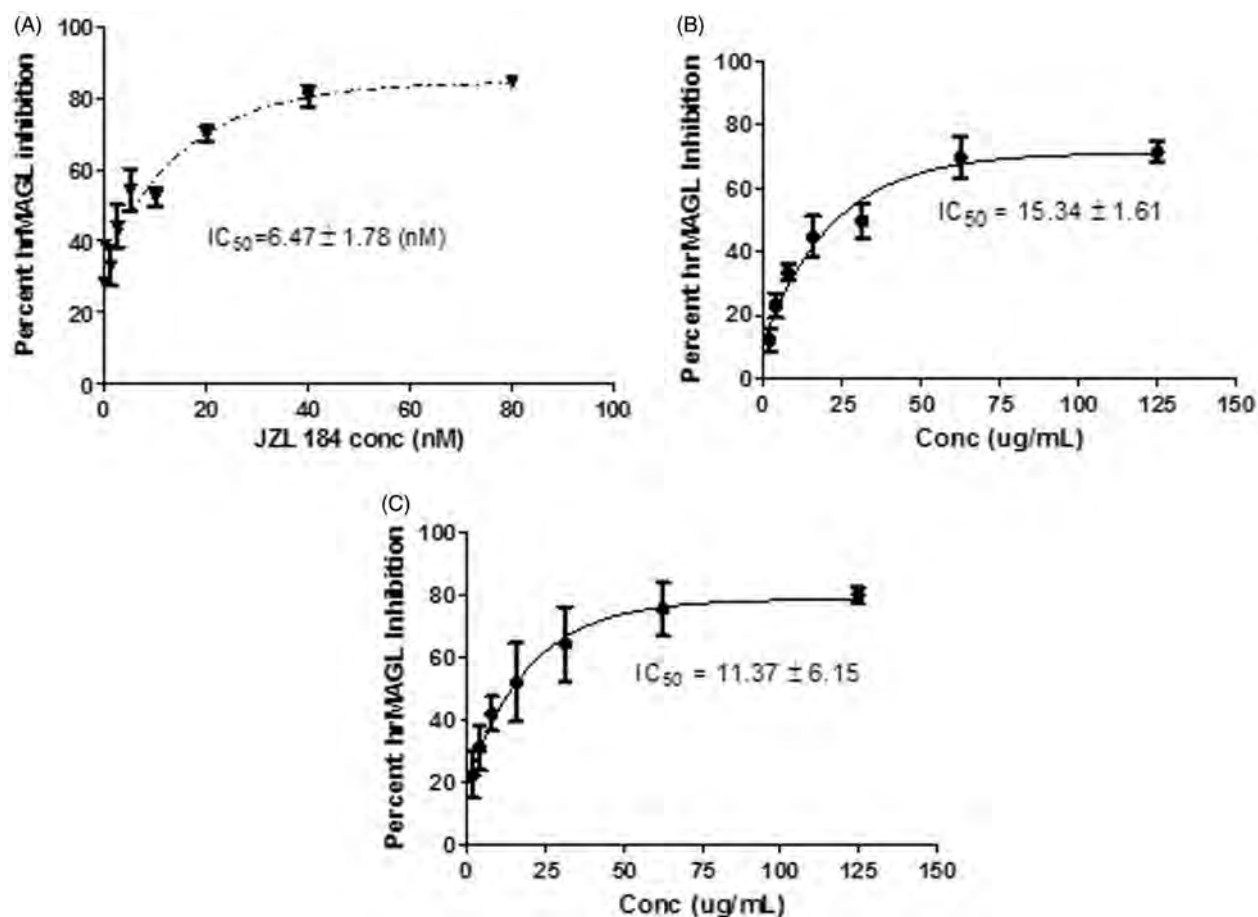 (A)
Percent hrMAGL inhibition
100
80
60
40
20
0
IC50=6.47 ± 1.78 (nM)
0 20 40 60 80 100
JZL 184 conc (nM)
(B)
Percent hrMAGL Inhibition
100
80
60
40
20
0
IC50 = 15.34 ± 1.61
0 25 50 75 100 125 150
Conc (ug/mL)
(C)
Percent hrMAGL Inhibition
100
80
60
40
20
0
IC50 = 11.37 ± 6.15
0 25 50 75 100 125 150
Conc (ug/mL)